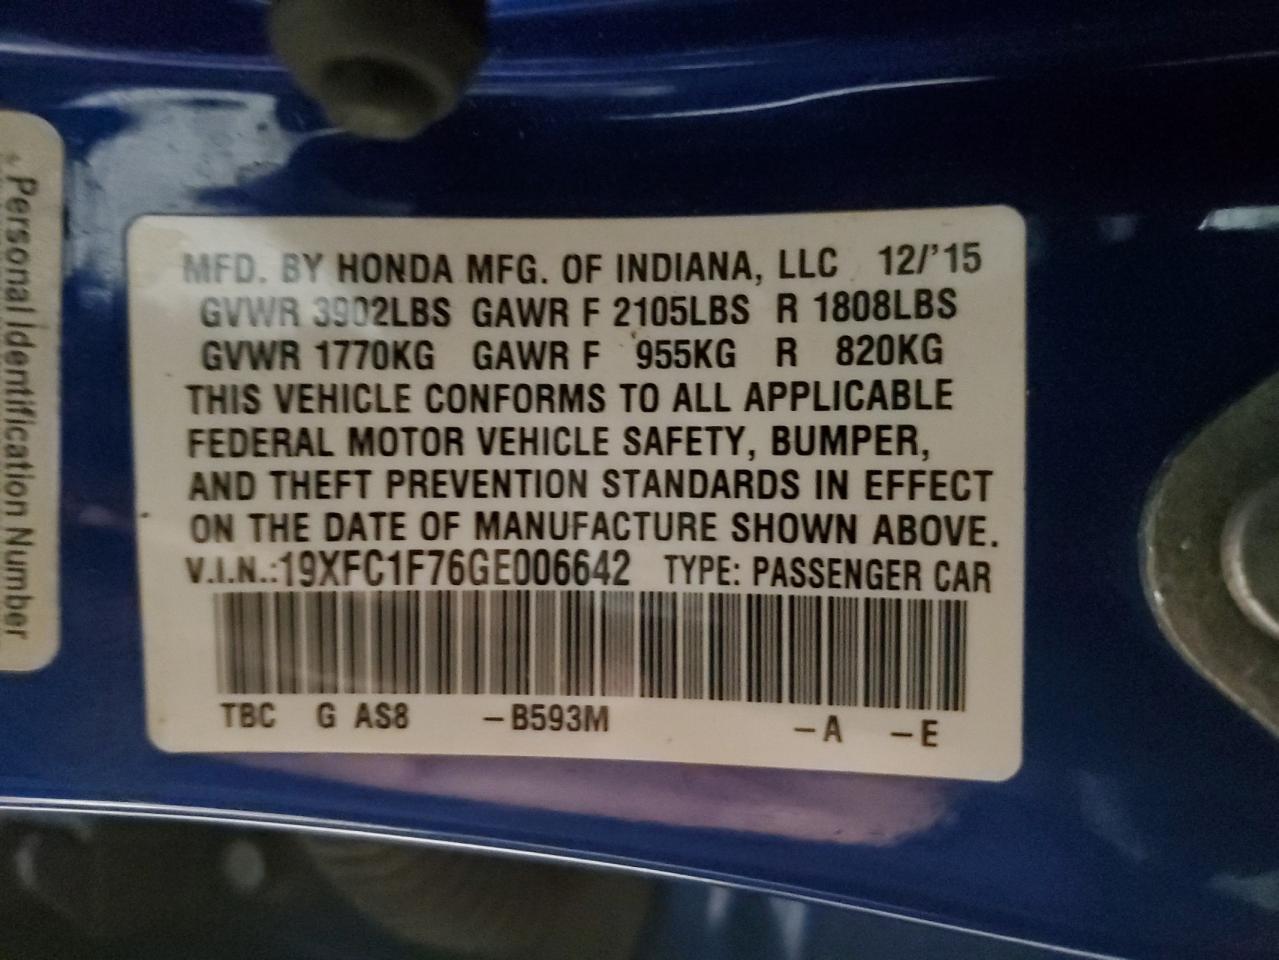 *Personal Identification Number
MFD. BY HONDA MFG. OF INDIANA, LLC 12/'15
GVWR 3902LBS GAWR F 2105LBS R 1808LBS
GVWR 1770KG GAWR F 955KG R 820KG
THIS VEHICLE CONFORMS TO ALL APPLICABLE
FEDERAL MOTOR VEHICLE SAFETY, BUMPER,
AND THEFT PREVENTION STANDARDS IN EFFECT
ON THE DATE OF MANUFACTURE SHOWN ABOVE.
V.I.N.:19XFC1F76GE006642 TYPE: PASSENGER CAR
TBC G AS8 –B593M –A –E